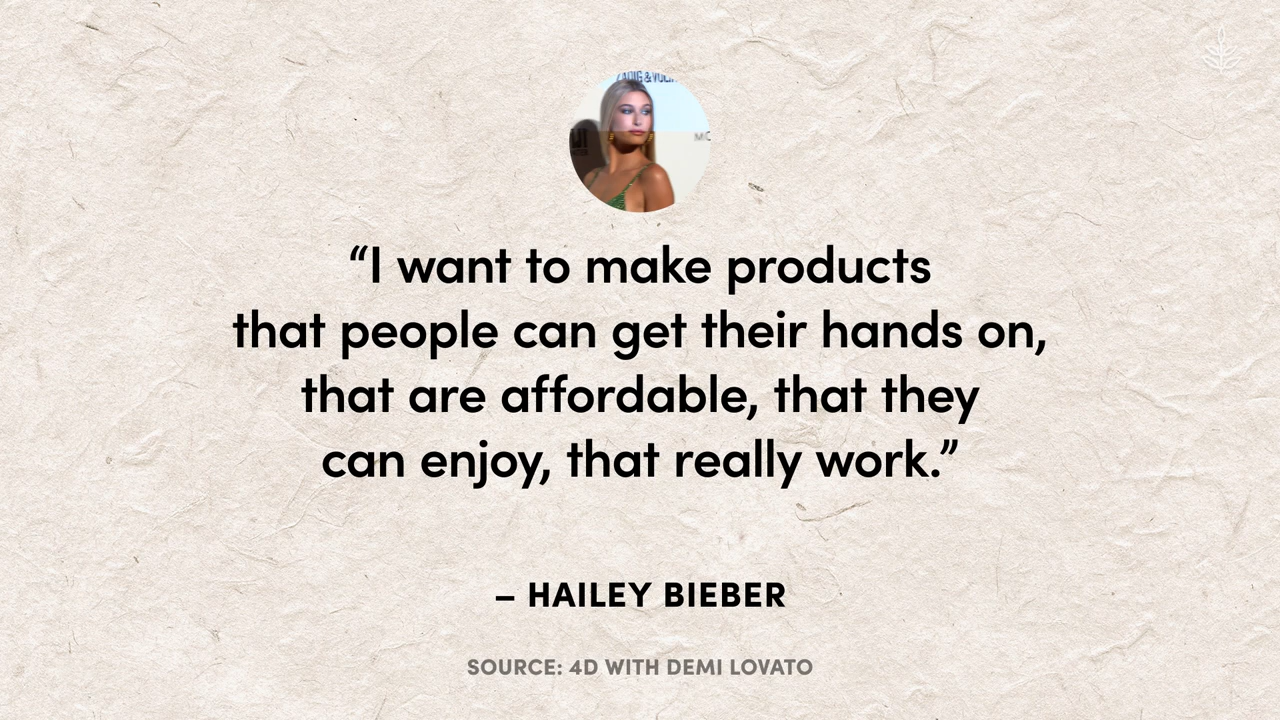 “I want to make products
that people can get their hands on,
that are affordable, that they
can enjoy, that really work.”
– HAILEY BIEBER
SOURCE: 4D WITH DEMI LOVATO